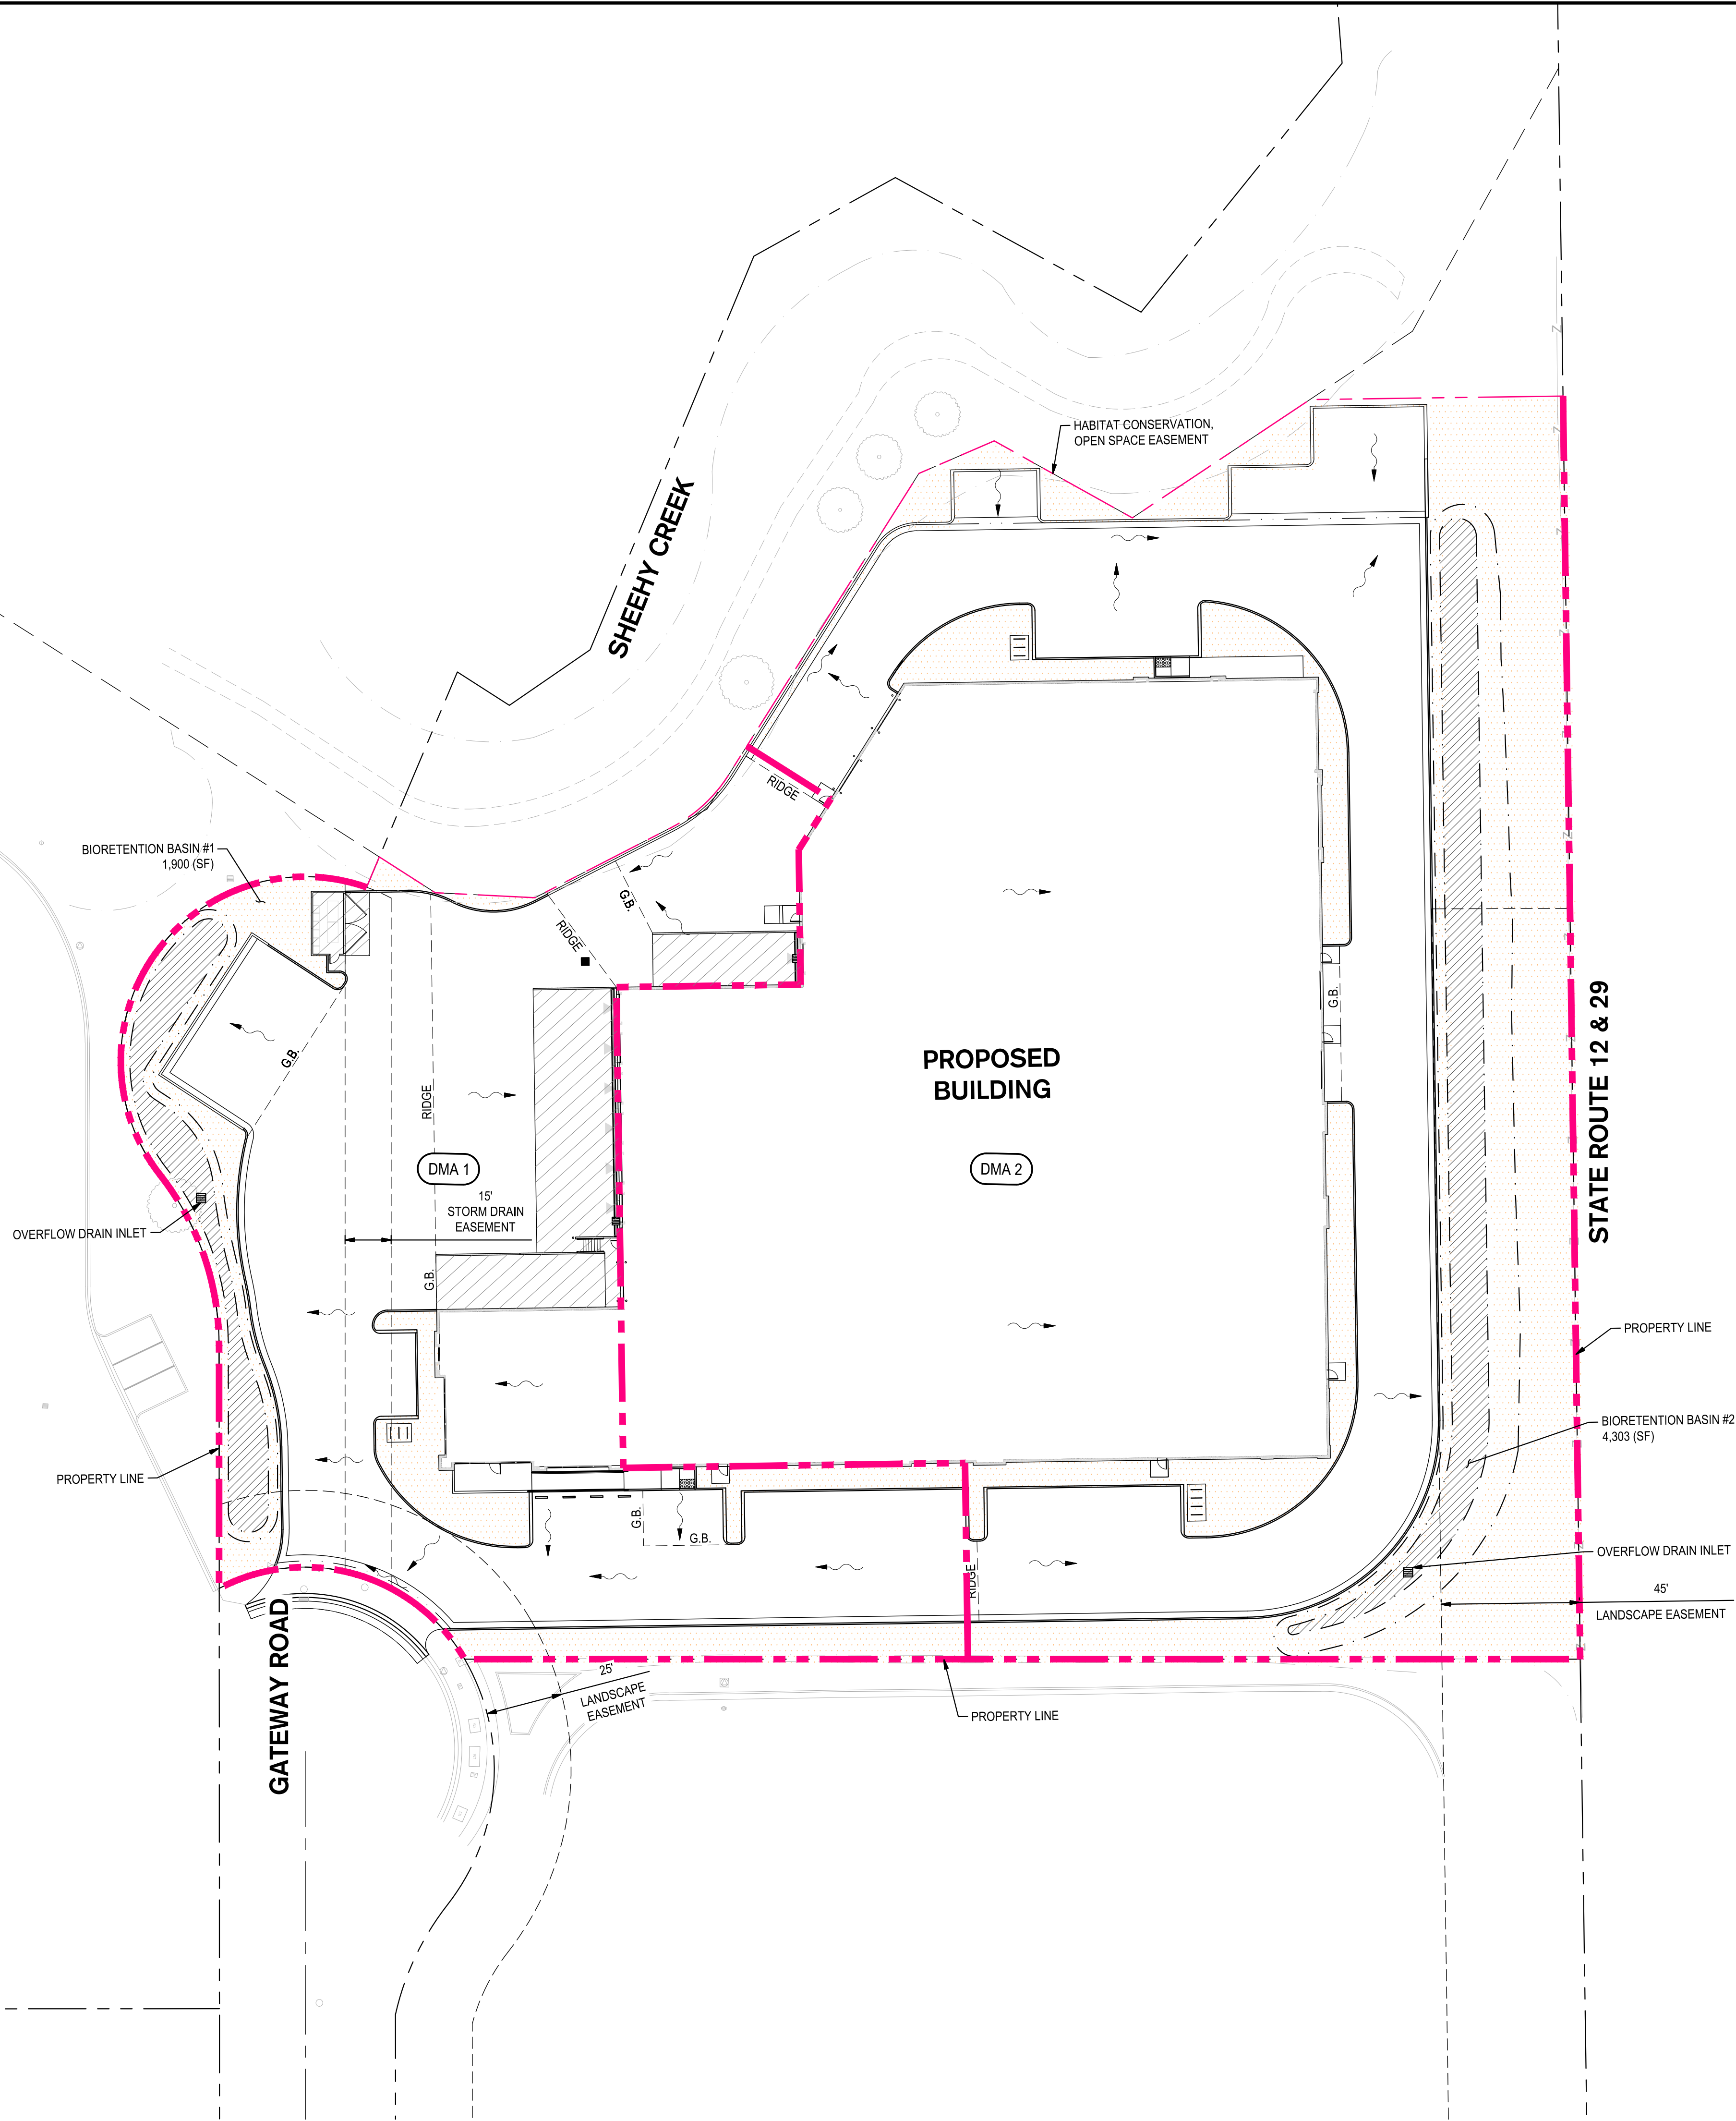 HABITAT CONSERVATION,
OPEN SPACE EASEMENT
SHEEHY CREEK
RIDGE
BIORETENTION BASIN #1
1,900 (SF)
G.B.
RIDGE
G.B.
RIDGE
G.B.
PROPOSED
BUILDING
STATE ROUTE 12 & 29
DMA 1
DMA 2
15'
STORM DRAIN
EASEMENT
OVERFLOW DRAIN INLET
G.B.
PROPERTY LINE
BIORETENTION BASIN #2
4,303 (SF)
PROPERTY LINE
G.B.
G.B.
RIDGE
OVERFLOW DRAIN INLET
45'
LANDSCAPE EASEMENT
GATEWAY ROAD
25'
LANDSCAPE
EASEMENT
PROPERTY LINE